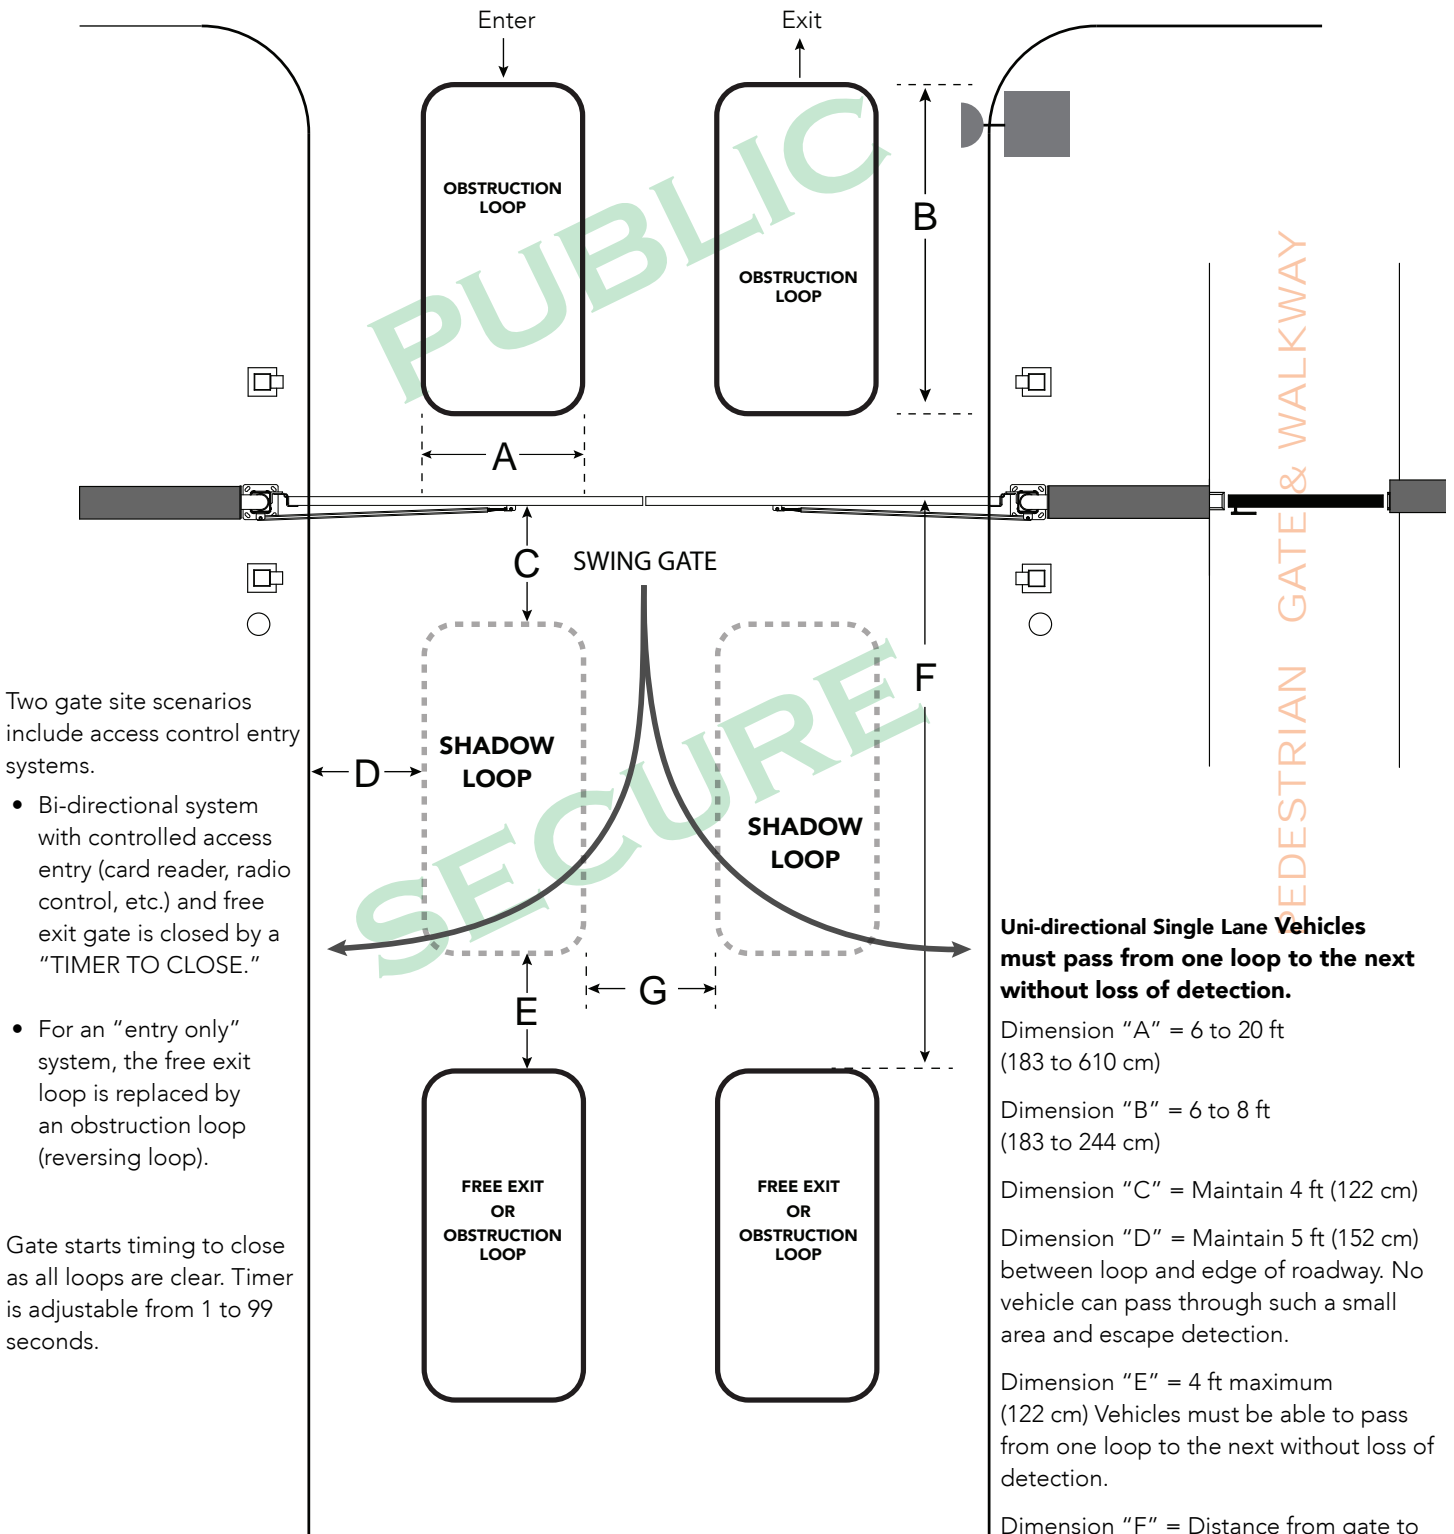 Enter
Exit
OBSTRUCTION
LOOP
PUBLIC
B
OBSTRUCTION
LOOP
A
C
SWING GATE
PEDESTRIAN GATE & WALKWAY
F
SHADOW
LOOP
D
SECURE
SHADOW
LOOP
G
E
FREE EXIT
OR
OBSTRUCTION
LOOP
FREE EXIT
OR
OBSTRUCTION
LOOP
Two gate site scenarios
include access control entry
systems.
• Bi-directional system
with controlled access
entry (card reader, radio
control, etc.) and free
exit gate is closed by a
“TIMER TO CLOSE.”
• For an “entry only”
system, the free exit
loop is replaced by
an obstruction loop
(reversing loop).
Gate starts timing to close
as all loops are clear. Timer
is adjustable from 1 to 99
seconds.
Uni-directional Single Lane Vehicles
must pass from one loop to the next
without loss of detection.
Dimension “A” = 6 to 20 ft
(183 to 610 cm)
Dimension “B” = 6 to 8 ft
(183 to 244 cm)
Dimension “C” = Maintain 4 ft (122 cm)
Dimension “D” = Maintain 5 ft (152 cm)
between loop and edge of roadway. No
vehicle can pass through such a small
area and escape detection.
Dimension “E” = 4 ft maximum
(122 cm) Vehicles must be able to pass
from one loop to the next without loss of
detection.
Dimension “F” = Distance from gate to